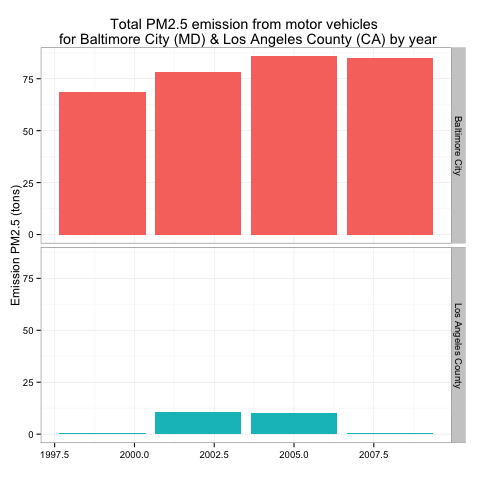 Total PM2.5 emission from motor vehicles
for Baltimore City (MD) & Los Angeles County (CA) by year
Emission PM2.5 (tons)
75
50
25
0
Baltimore City
75
50
25
0
Los Angeles County
1997.5 2000.0 2002.5 2005.0 2007.5